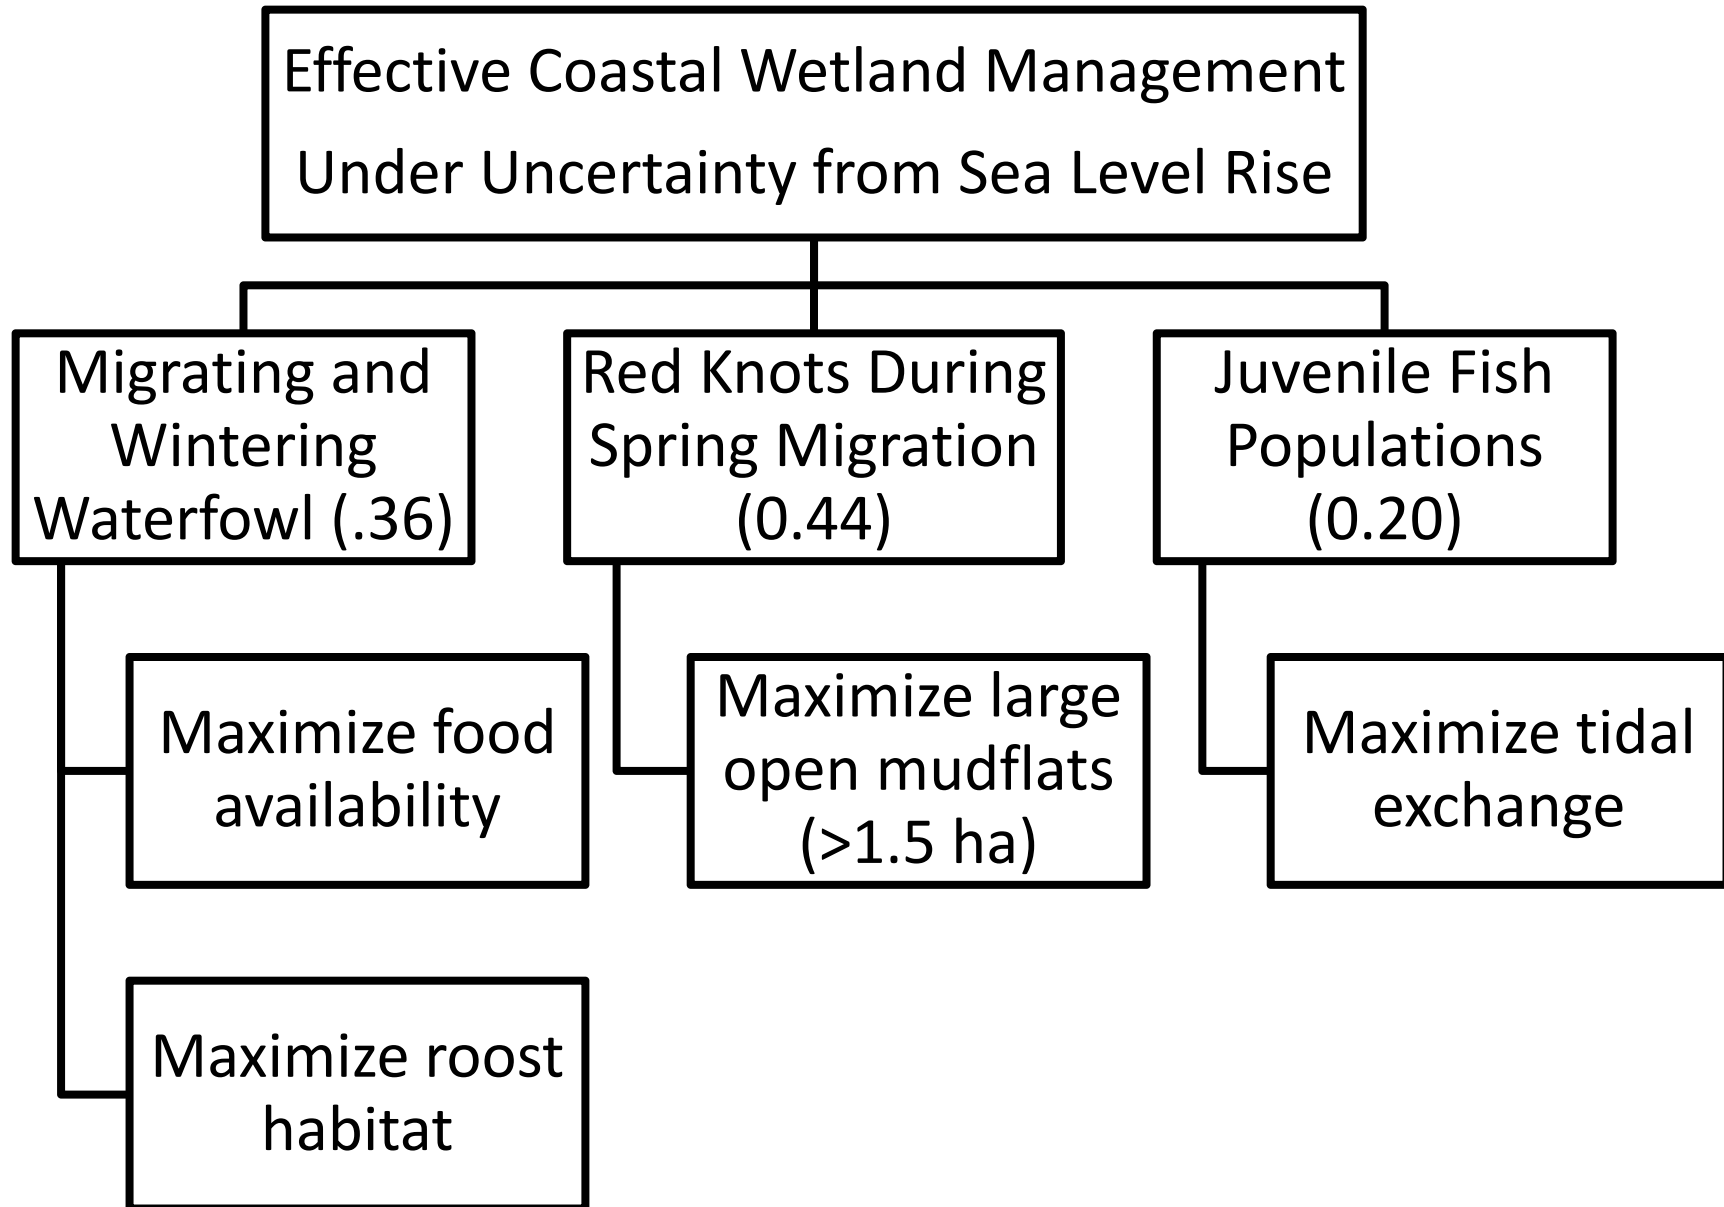 Effective Coastal Wetland Management
Under Uncertainty from Sea Level Rise
Migrating and
Wintering
Waterfowl (.36)
Red Knots During
Spring Migration
(0.44)
Juvenile Fish
Populations
(0.20)
Maximize food
availability
Maximize large
open mudflats
(>1.5 ha)
Maximize tidal
exchange
Maximize roost
habitat